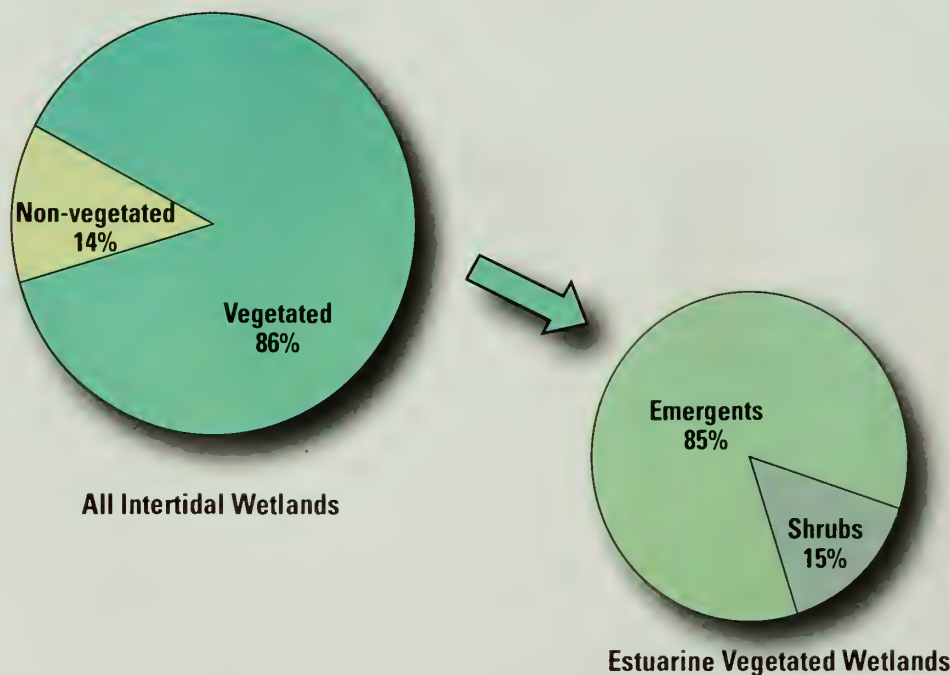 Non-vegetated
14%
Vegetated
86%
All Intertidal Wetlands
Emergents
85%
Shrubs
15%
Estuarine Vegetated Wetlands